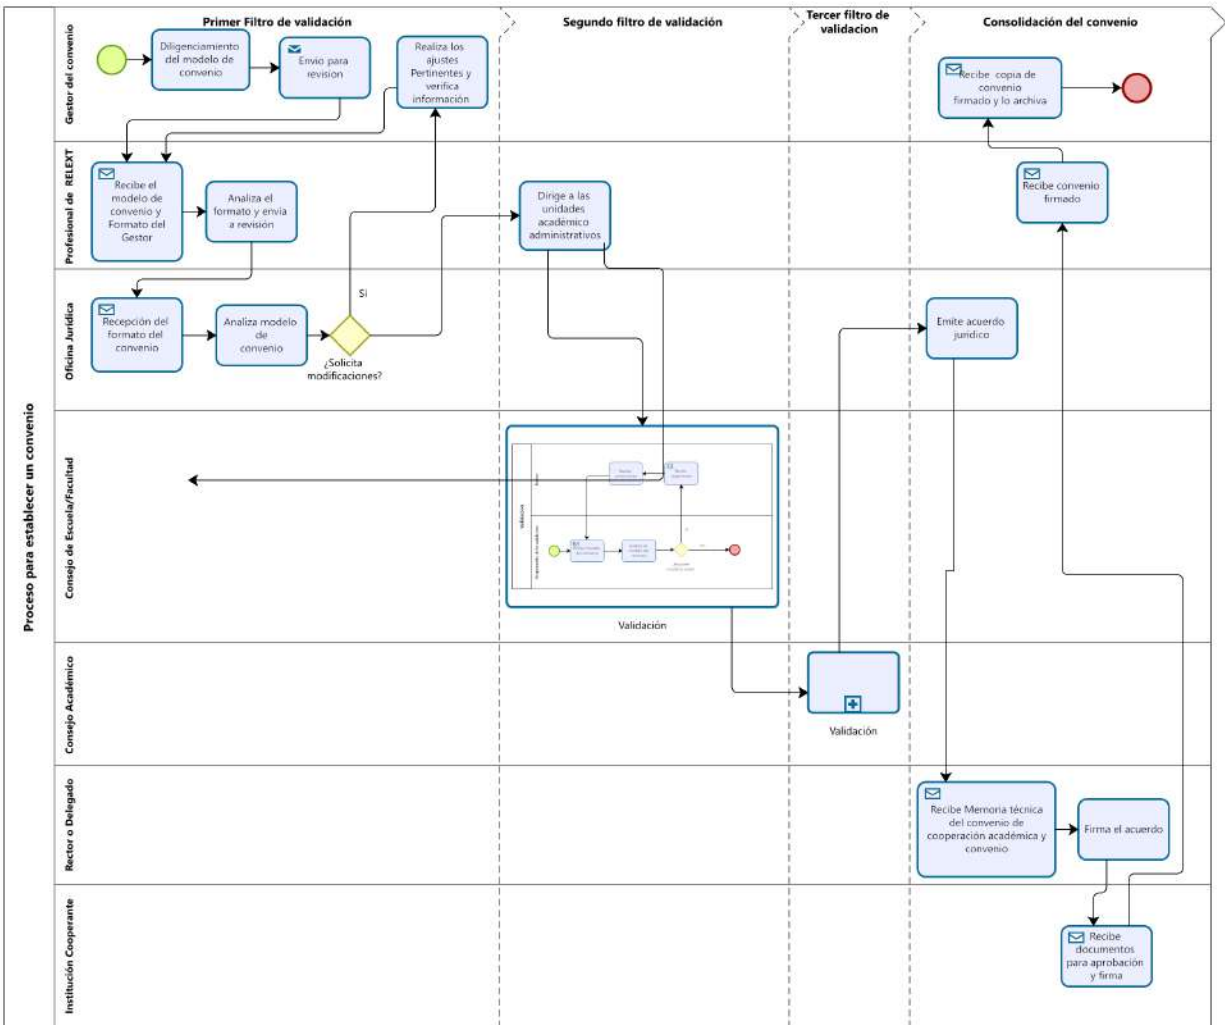 Proceso para establecer un convenio
Primer Filtro de validación
Segundo filtro de validación
Tercer filtro de
validacion
Consolidación del convenio
Gestor del convenio
Diligenciamiento
del modelo de
convenio
Envio para
revision
Realiza los
ajustes
Pertinentes y
verifica
información
Recibe copia de
convenio
firmado y lo archiva
Profesional de RELEXT
Recibe el
modelo de
convenio y
Formato del
Gestor
Analiza el
formato y envía
a revisión
Dirige a las
unidades
académico
administrativos
Recibe convenio
firmado
Oficina Jurídica
Recepción del
formato del
convenio
Analiza modelo
de
convenio
Si
¿Solicita
modificaciones?
Emite acuerdo
jurídico
Consejo de Escuela/Facultad
Validación
Consejo Académico
Validación
Rector o Delegado
Recibe Memoria técnica
del convenio de
cooperación académica y
convenio
Firma el acuerdo
Institución Cooperante
Recibe
documentos
para aprobación
y firma